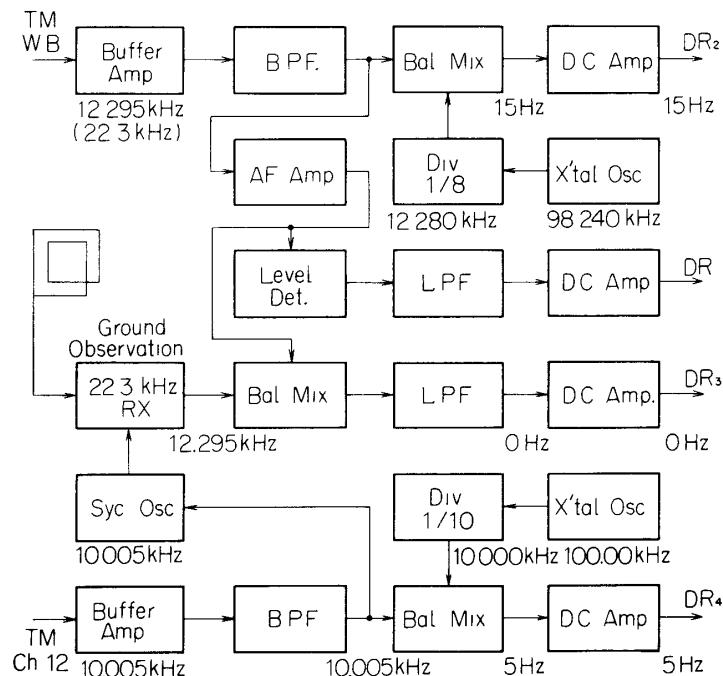 TM
WB
Buffer
Amp
12 295kHz
(22 3 kHz)
B PF.
Bal Mix
15Hz
DC Amp
DR2
15Hz
AF Amp
Div
1/8
12 280 kHz
X'tal Osc
98 240 kHz
Level
Det.
LPF
DC Amp
DR
Ground
Observation
22 3 kHz
RX
12.295kHz
Bal Mix
LPF
0 Hz
DC Amp.
DR3
0 Hz
Syc Osc
10 005kHz
Div
1/10
10 000kHz
X'tal Osc
100.00 kHz
TM
Ch 12
Buffer
Amp
10.005kHz
B PF
10.005kHz
Bal Mix
5Hz
DC Amp
DR4
5Hz